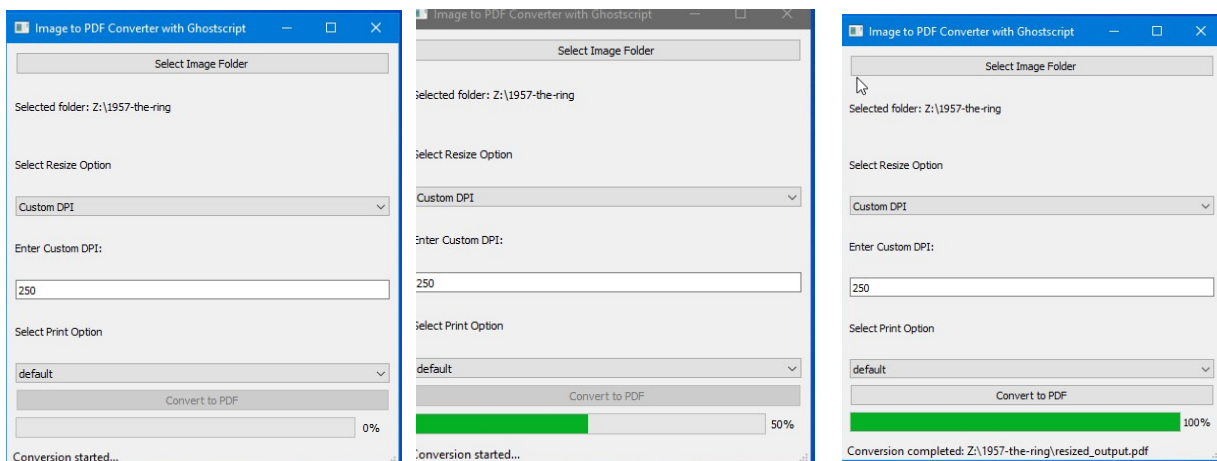 Image to PDF Converter with Ghostscript
Select Image Folder
Selected folder: Z:\1957-the-ring
Select Resize Option
Custom DPI
Enter Custom DPI:
250
Select Print Option
default
Convert to PDF
0%
Conversion started...
Image to PDF Converter with Ghostscript
Select Image Folder
Selected folder: Z:\1957-the-ring
Select Resize Option
Custom DPI
Enter Custom DPI:
250
Select Print Option
default
Convert to PDF
50%
Conversion started...
Image to PDF Converter with Ghostscript
Select Image Folder
Selected folder: Z:\1957-the-ring
Select Resize Option
Custom DPI
Enter Custom DPI:
250
Select Print Option
default
Convert to PDF
100%
Conversion completed: Z:\1957-the-ring\resized_output.pdf